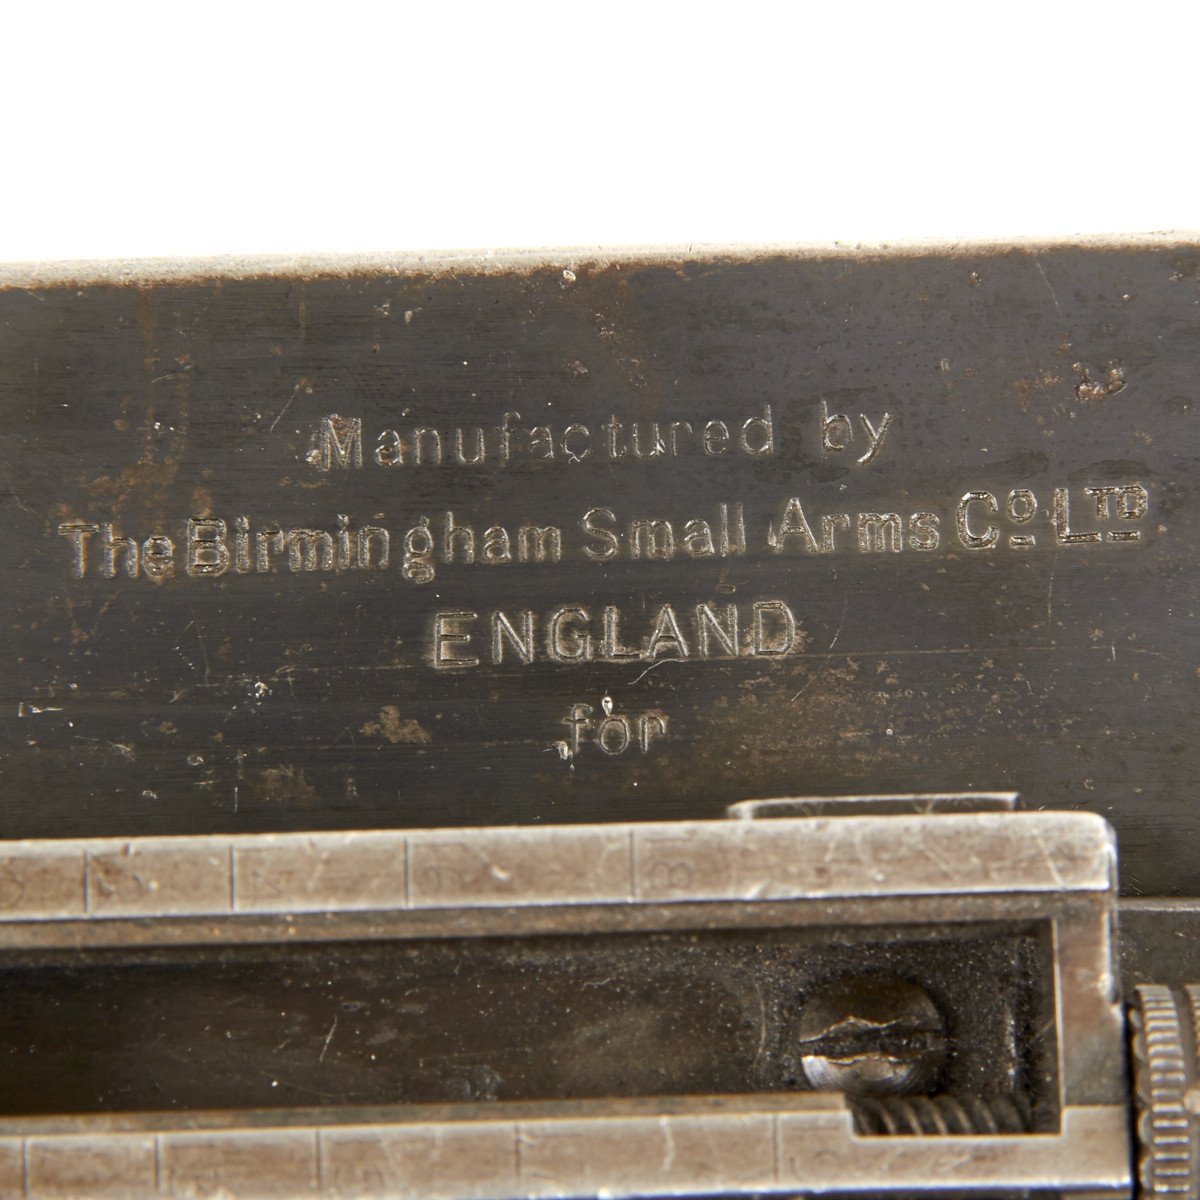 Manufactured by
The Birmingham Small Arms Co LTD
ENGLAND
for